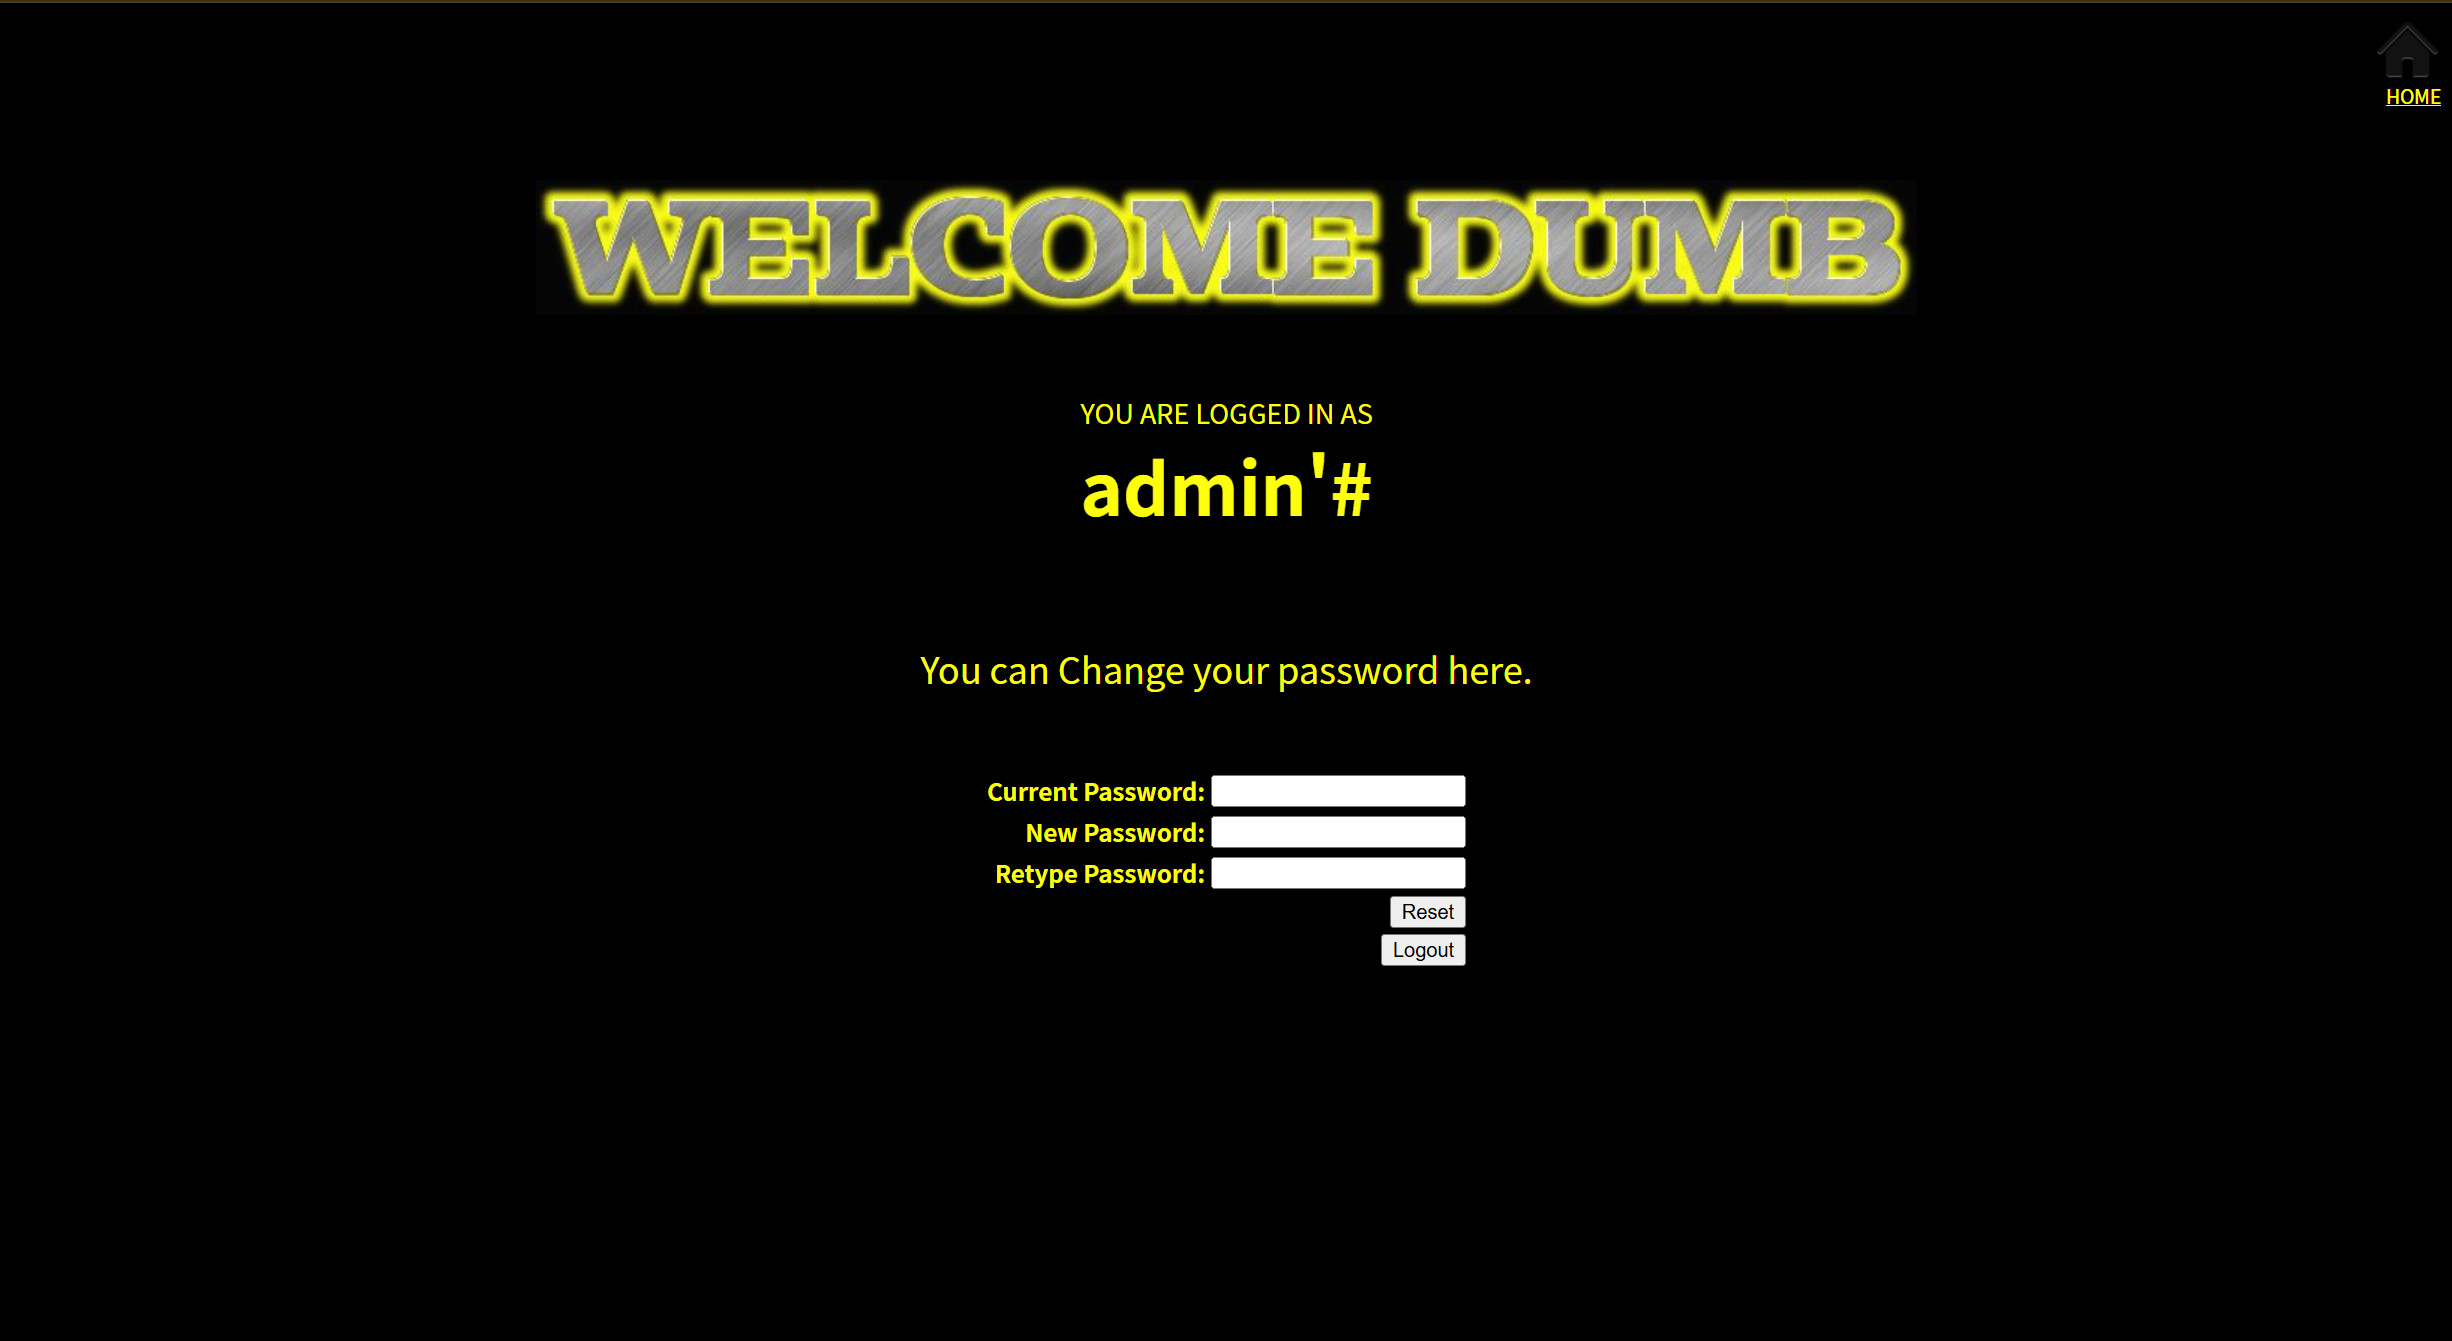 HOME
WELCOME DUMB
YOU ARE LOGGED IN AS
admin'#
You can Change your password here.
Current Password:
New Password:
Retype Password:
Reset
Logout